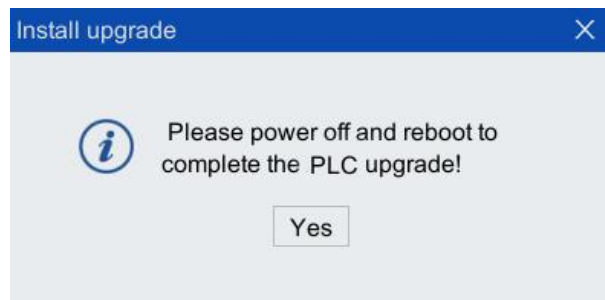 Install upgrade
Please power off and reboot to
complete the PLC upgrade!
Yes